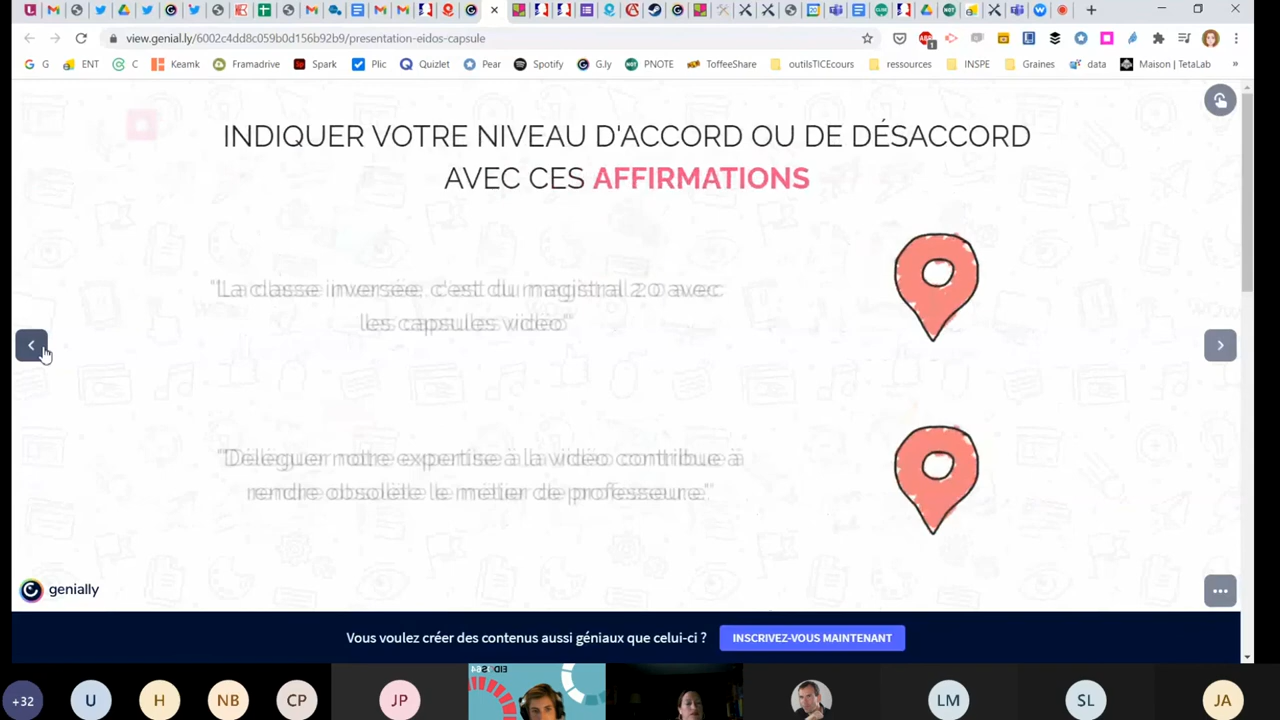 view.genial.ly/6002c4dd8c059b0d156b92b9/presentation-eidos-capsule
G ENT C Keamk Framadrive Spark Plic Quizlet Pear Spotify G.ly PNOTE ToffeeShare outilsTICEcours ressources INSPE Graines data Maison | TetaLab »
INDIQUER VOTRE NIVEAU D'ACCORD OU DE DÉSACCORD
AVEC CES AFFIRMATIONS
"La classe inversée, c'est du magistral 2.0 avec
les capsules vidéo"
"Déléguer notre expertise à la vidéo contribue à
rendre obsolète le métier de professeur.e"
genially
Vous voulez créer des contenus aussi géniaux que celui-ci ? INSCRIVEZ-VOUS MAINTENANT
+32 U H NB CP JP LM SL JA